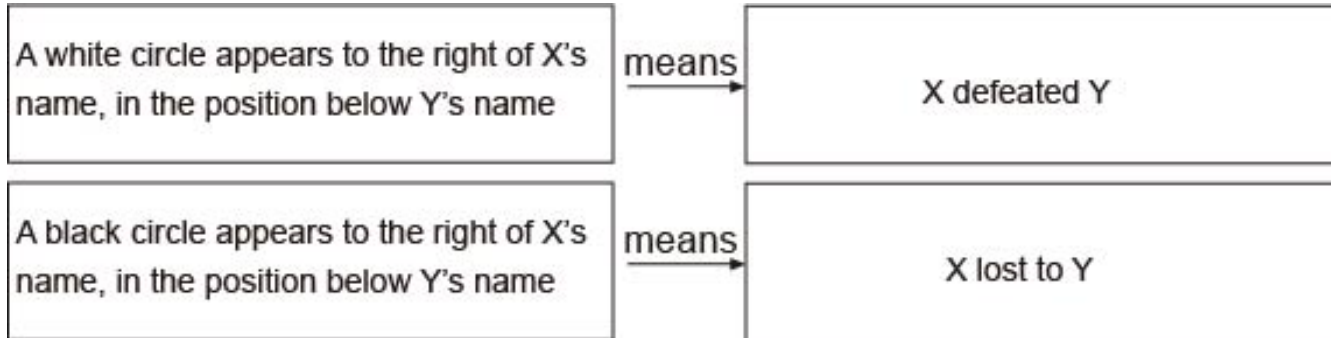 A white circle appears to the right of X's
name, in the position below Y's name
means
X defeated Y
A black circle appears to the right of X's
name, in the position below Y's name
means
X lost to Y